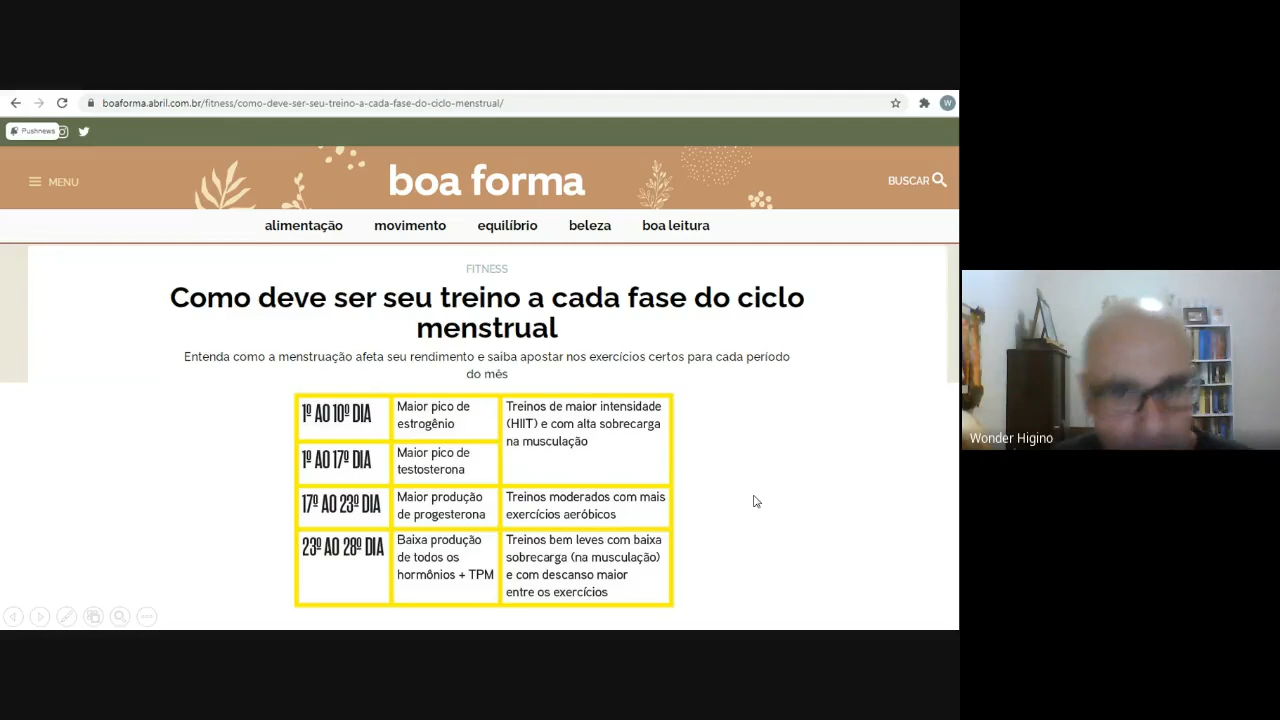 boaforma.abril.com.br/fitness/como-deve-ser-seu-treino-a-cada-fase-do-ciclo-menstrual/
W
Pushnews
MENU
boa forma
BUSCAR
alimentação movimento equilíbrio beleza boa leitura
FITNESS
Como deve ser seu treino a cada fase do ciclo
menstrual
Entenda como a menstruação afeta seu rendimento e saiba apostar nos exercícios certos para cada período
do mês
1º AO 10º DIA
Maior pico de
estrogênio
Treinos de maior intensidade
(HIIT) e com alta sobrecarga
na musculação
1º AO 17º DIA
Maior pico de
testosterona
17º AO 23º DIA
Maior produção
de progesterona
Treinos moderados com mais
exercícios aeróbicos
23º AO 28º DIA
Baixa produção
de todos os
hormônios + TPM
Treinos bem leves com baixa
sobrecarga (na musculação)
e com descanso maior
entre os exercícios
Wonder Higino